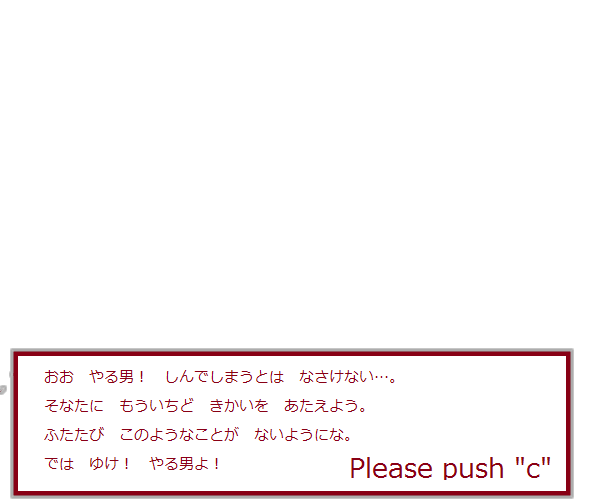 おお　やる男！　しんでしまうとは　なさけない…。
そなたに　もういちど　きかいを　あたえよう。
ふたたび　このようなことが　ないようにな。
では　ゆけ！　やる男よ！
Please push "c"